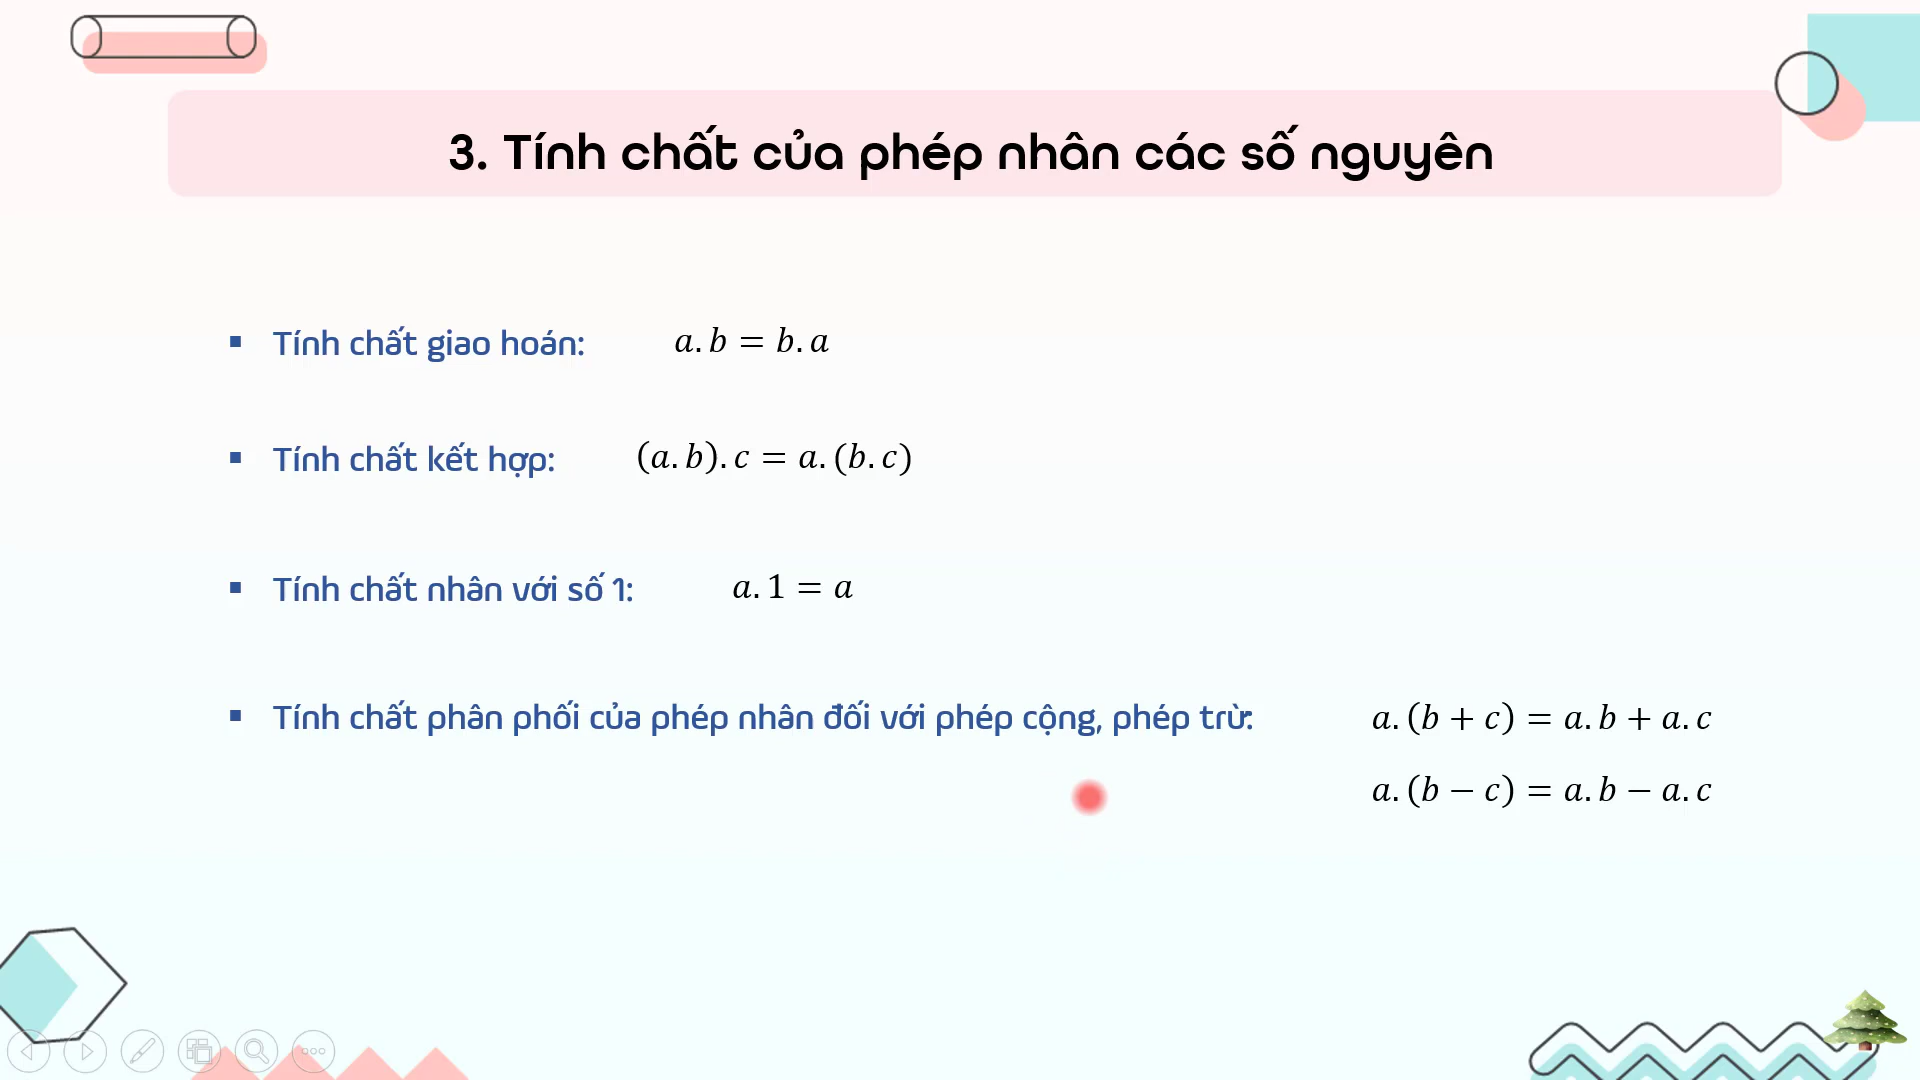 3. Tính chất của phép nhân các số nguyên
▪ Tính chất giao hoán: a.b = b.a
▪ Tính chất kết hợp: (a.b).c = a.(b.c)
▪ Tính chất nhân với số 1: a.1 = a
▪ Tính chất phân phối của phép nhân đối với phép cộng, phép trừ: a.(b + c) = a.b + a.c
a.(b − c) = a.b − a.c